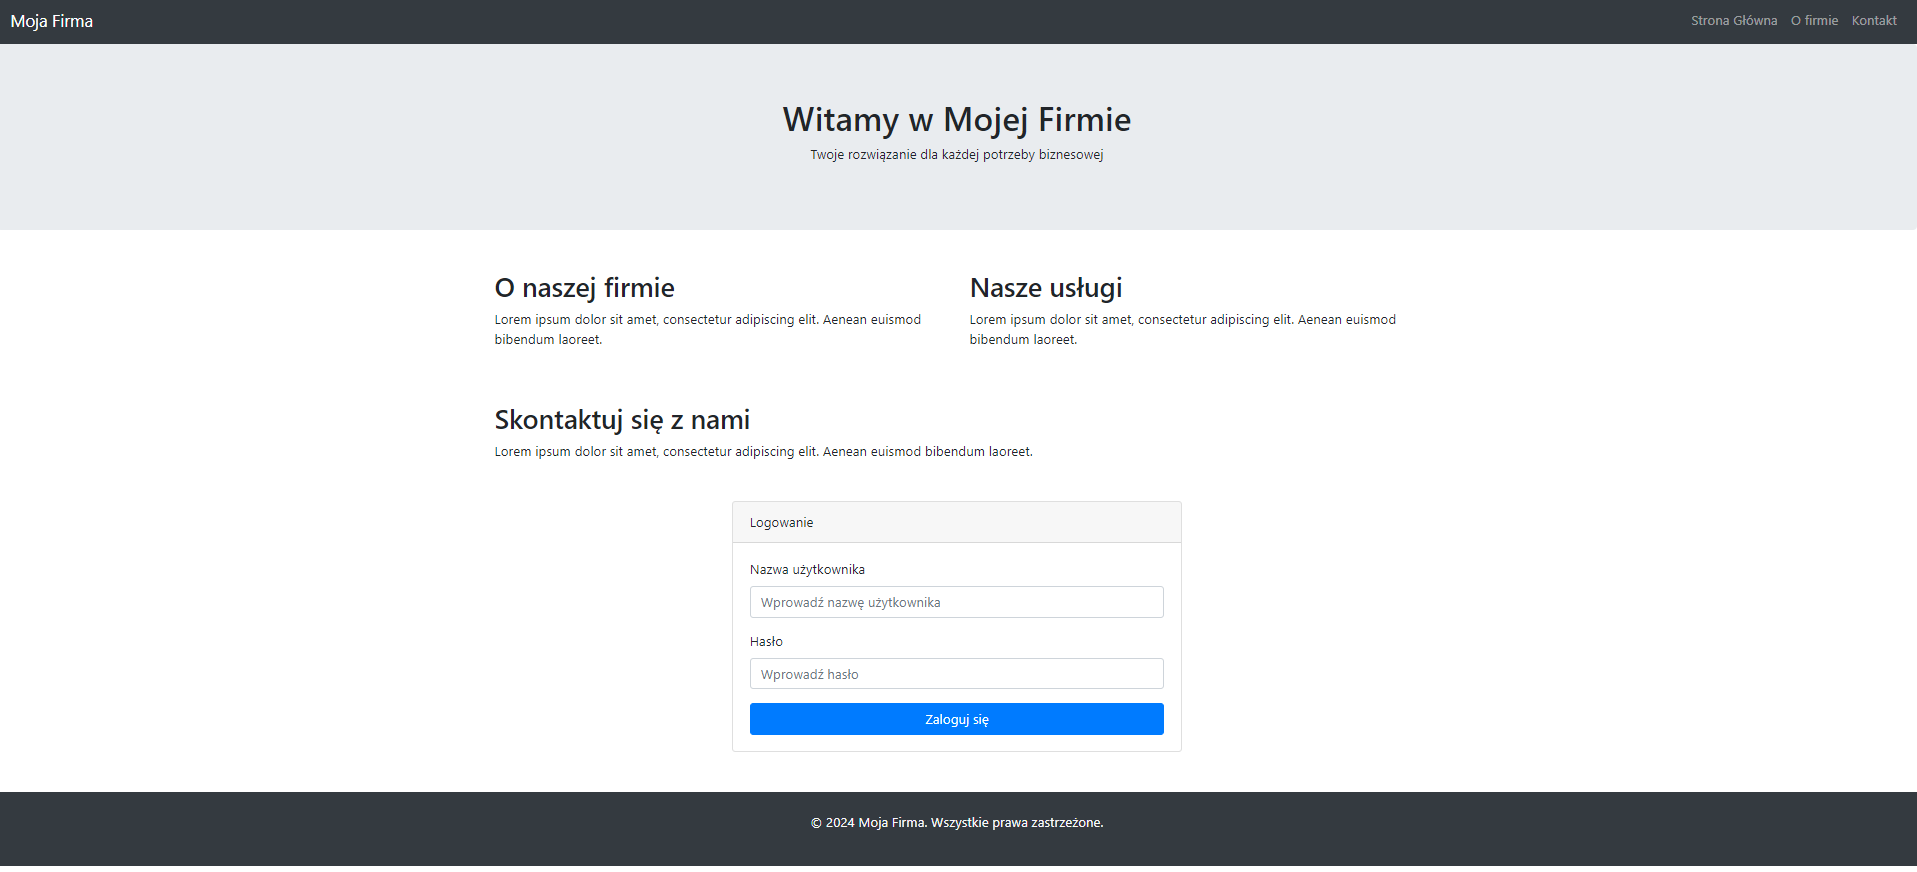 Moja Firma
Strona Główna O firmie Kontakt
Witamy w Mojej Firmie
Twoje rozwiązanie dla każdej potrzeby biznesowej
O naszej firmie
Lorem ipsum dolor sit amet, consectetur adipiscing elit. Aenean euismod
bibendum laoreet.
Nasze usługi
Lorem ipsum dolor sit amet, consectetur adipiscing elit. Aenean euismod
bibendum laoreet.
Skontaktuj się z nami
Lorem ipsum dolor sit amet, consectetur adipiscing elit. Aenean euismod bibendum laoreet.
Logowanie
Nazwa użytkownika
Wprowadź nazwę użytkownika
Hasło
Wprowadź hasło
Zaloguj się
© 2024 Moja Firma. Wszystkie prawa zastrzeżone.